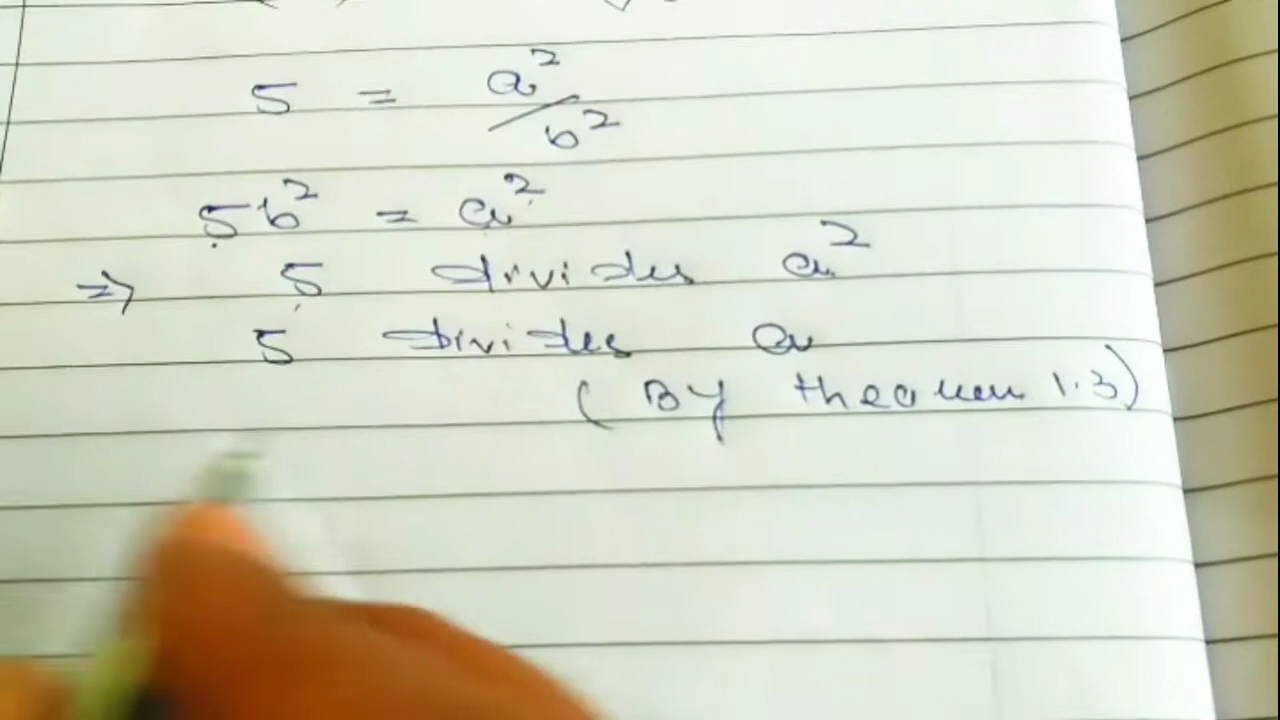 5 = a²/b²
5b² = a²
⇒ 5 divides a²
5 divides a
(By theorem 1.3)